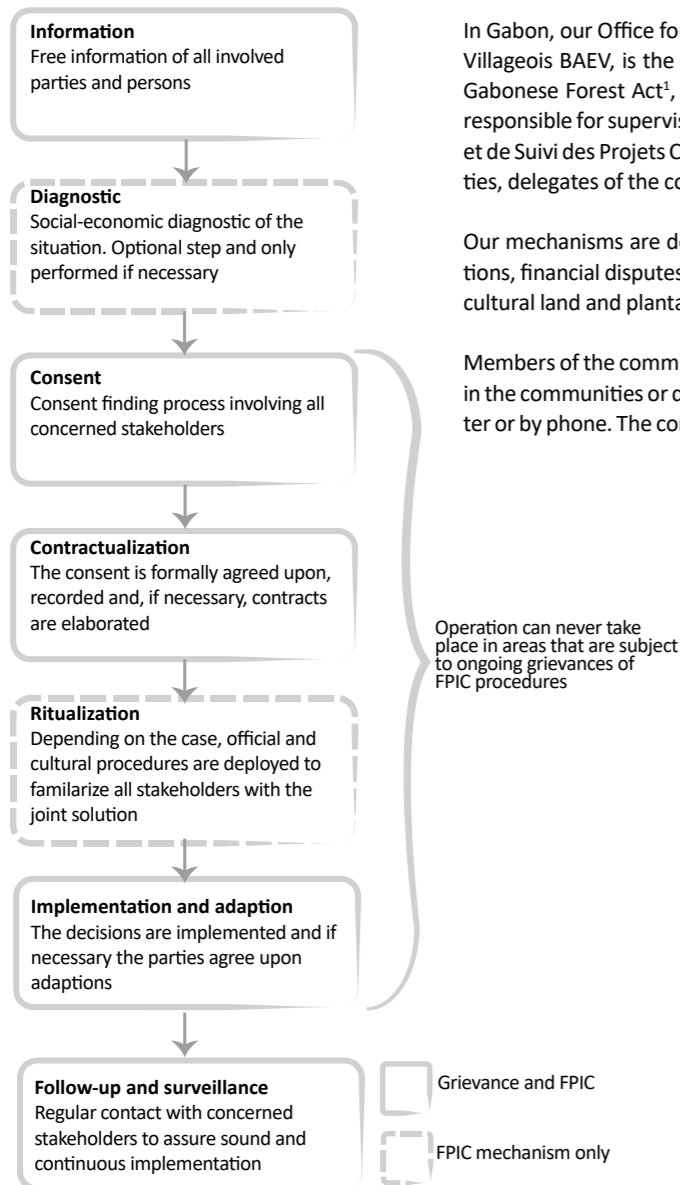 Information
Free information of all involved
parties and persons
Diagnostic
Social-economic diagnostic of the
situation. Optional step and only
performed if necessary
Consent
Consent finding process involving all
concerned stakeholders
Contractualization
The consent is formally agreed upon,
recorded and, if necessary, contracts
are elaborated
Ritualization
Depending on the case, official and
cultural procedures are deployed to
familarize all stakeholders with the
joint solution
Implementation and adaption
The decisions are implemented and if
necessary the parties agree upon
adaptions
Follow-up and surveillance
Regular contact with concerned
stakeholders to assure sound and
continuous implementation
Operation can never take
place in areas that are subject
to ongoing grievances of
FPIC procedures
Grievance and FPIC
FPIC mechanism only
In Gabon, our Office for
Villageois BAEV, is the
Gabonese Forest Act¹,
responsible for supervis
et de Suivi des Projets C
ties, delegates of the co
Our mechanisms are de
tions, financial disputes
cultural land and planta
Members of the comm
in the communities or d
ter or by phone. The co